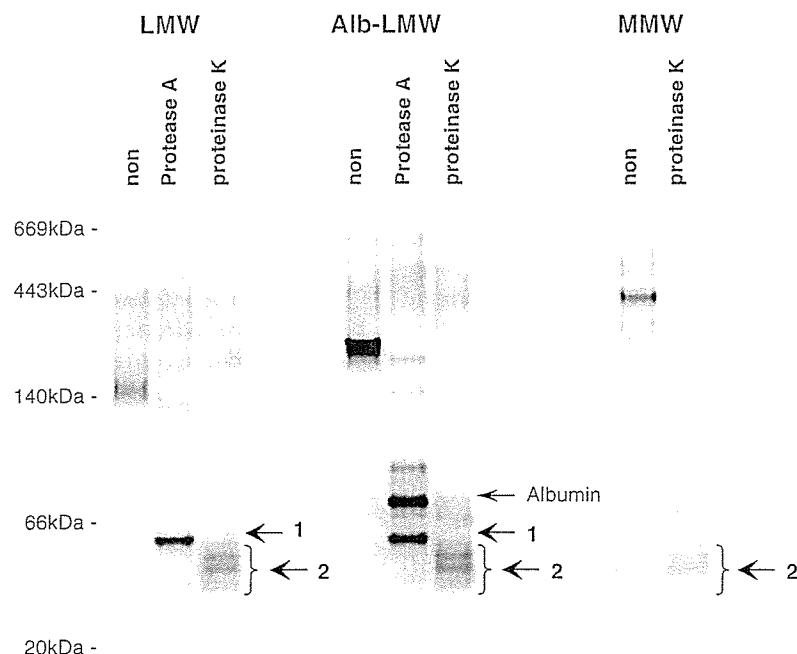 LMW Alb-LMW MMW
non Protease A proteinase K non Protease A proteinase K non proteinase K
669kDa -
443kDa -
140kDa -
Albumin
66kDa -
1 1
2 2 2
20kDa -